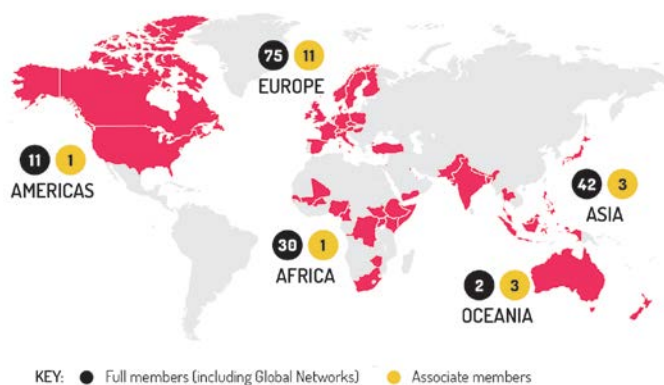 75 11
EUROPE
11 1
AMERICAS
42 3
ASIA
30 1
AFRICA
2 3
OCEANIA
KEY: Full members (including Global Networks) Associate members